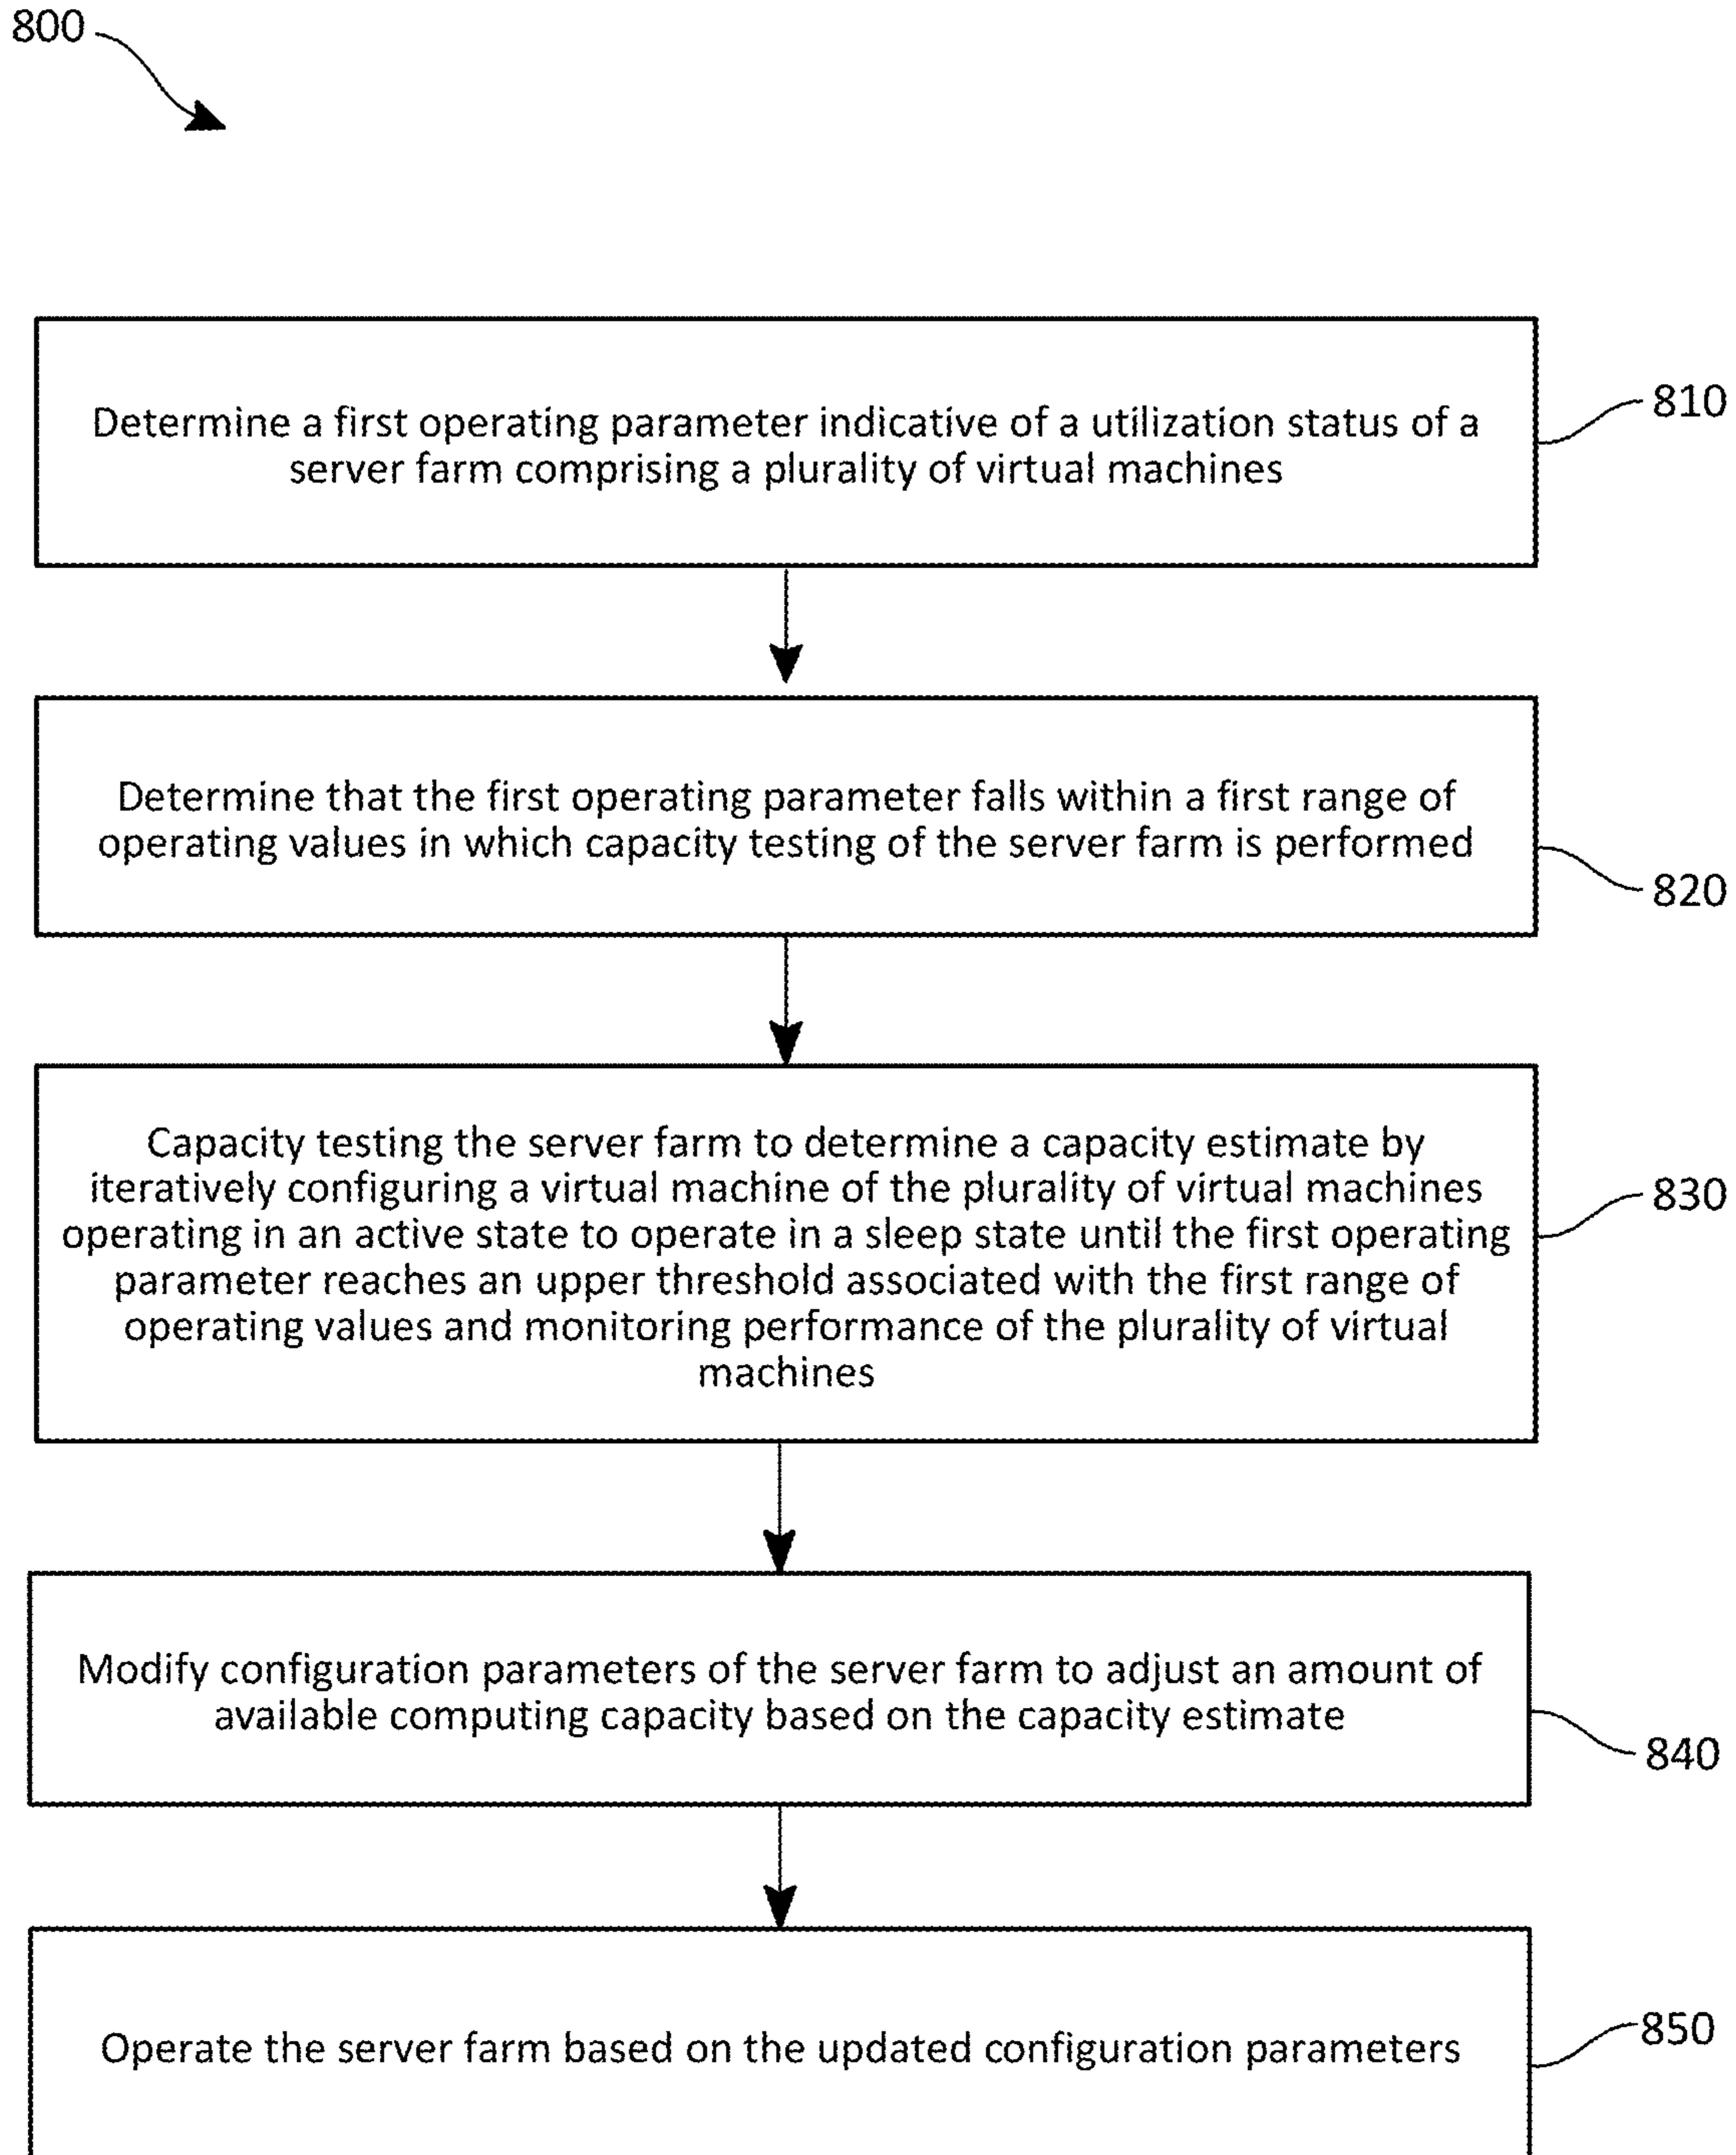 800
Determine a first operating parameter indicative of a utilization status of a
server farm comprising a plurality of virtual machines
810
Determine that the first operating parameter falls within a first range of
operating values in which capacity testing of the server farm is performed
820
Capacity testing the server farm to determine a capacity estimate by
iteratively configuring a virtual machine of the plurality of virtual machines
operating in an active state to operate in a sleep state until the first operating
parameter reaches an upper threshold associated with the first range of
operating values and monitoring performance of the plurality of virtual
machines
830
Modify configuration parameters of the server farm to adjust an amount of
available computing capacity based on the capacity estimate
840
Operate the server farm based on the updated configuration parameters
850